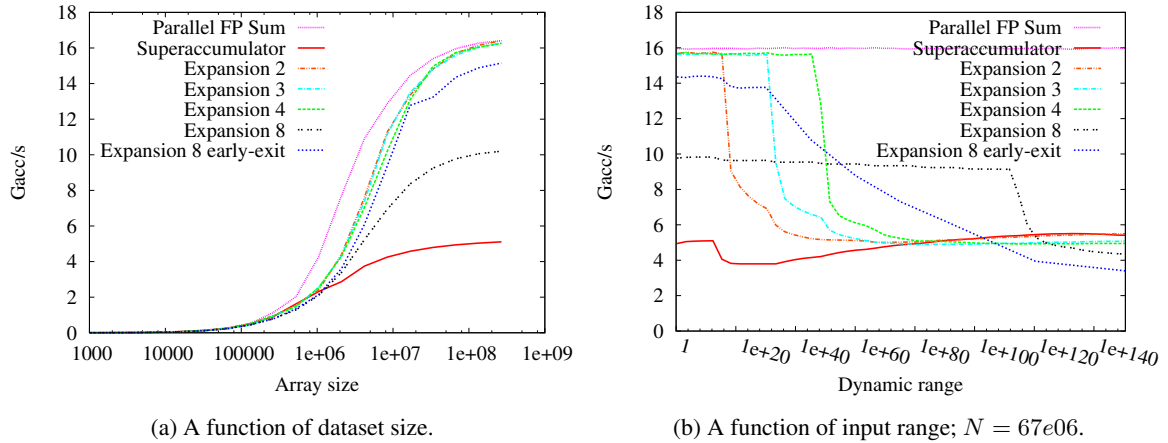 Parallel FP Sum
Superaccumulator
Expansion 2
Expansion 3
Expansion 4
Expansion 8
Expansion 8 early-exit
18
16
14
12
10
8
6
4
2
0
Gacc/s
1000 10000 100000 1e+06 1e+07 1e+08 1e+09
Array size
(a) A function of dataset size.
Parallel FP Sum
Superaccumulator
Expansion 2
Expansion 3
Expansion 4
Expansion 8
Expansion 8 early-exit
18
16
14
12
10
8
6
4
2
0
Gacc/s
1 1e+20 1e+40 1e+60 1e+80 1e+100 1e+120 1e+140
Dynamic range
(b) A function of input range; N = 67e06.